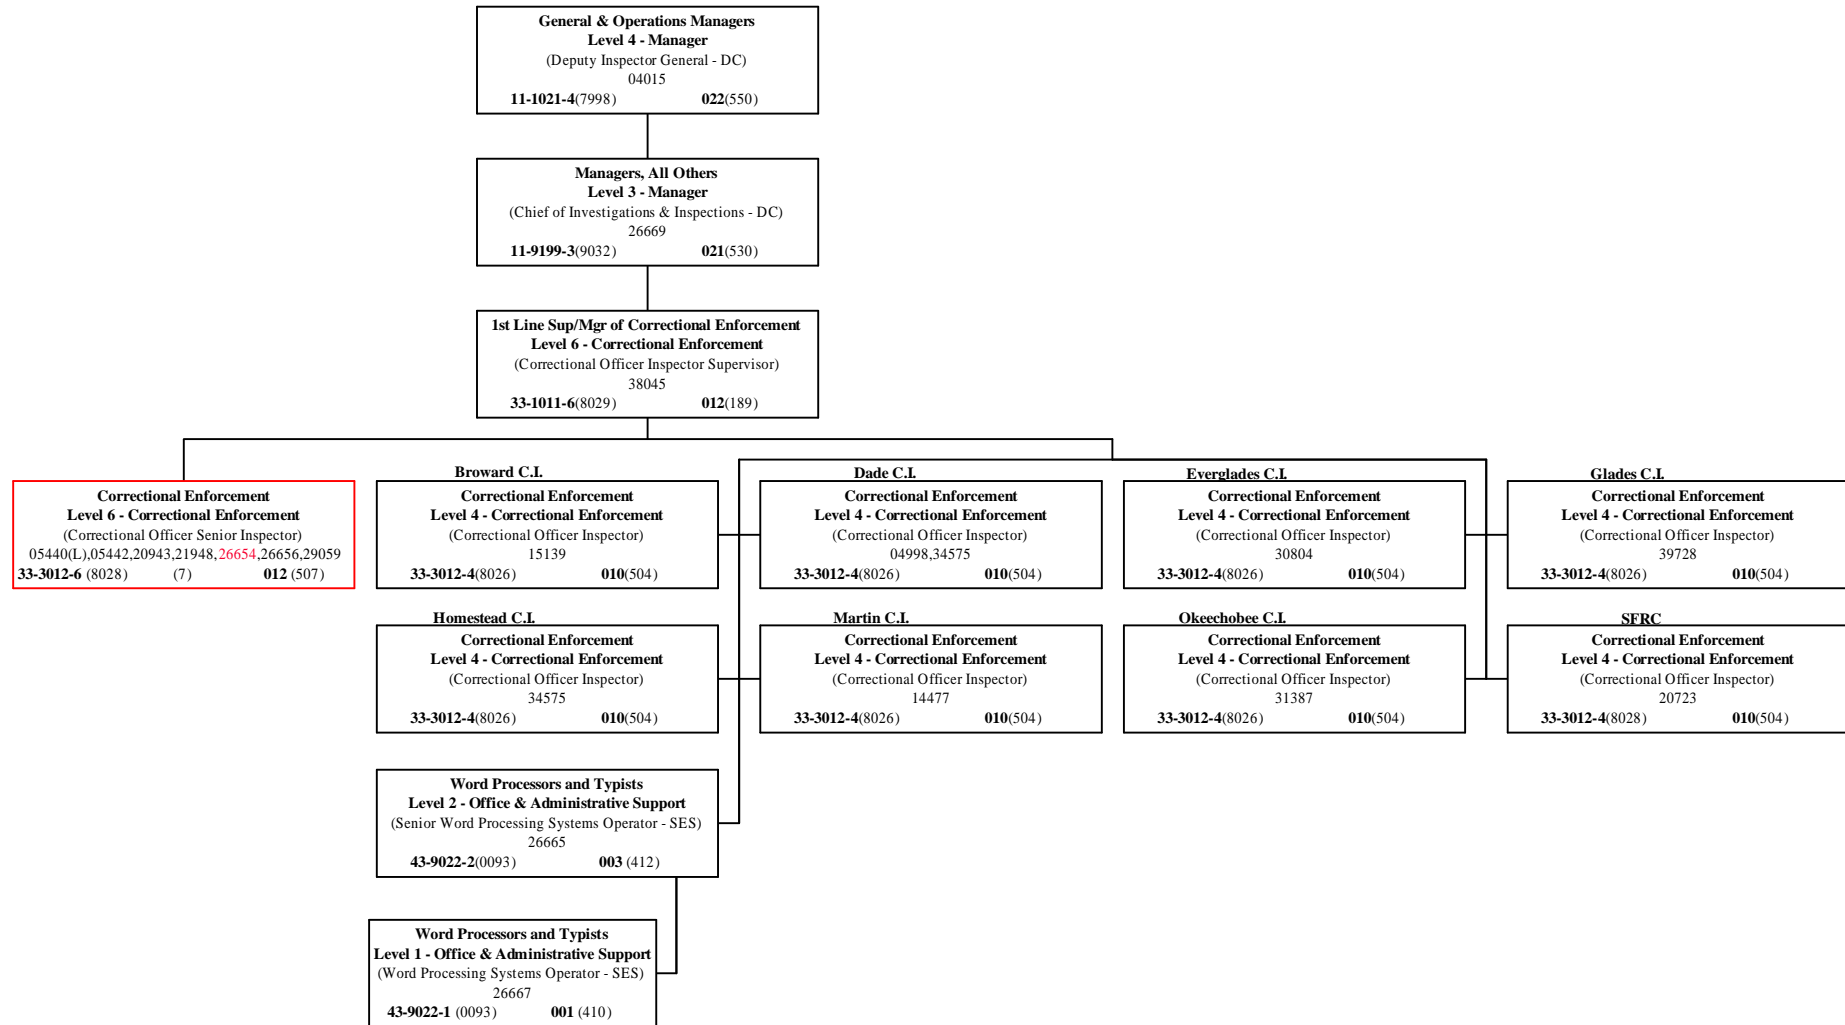 General & Operations Managers
Level 4 - Manager
(Deputy Inspector General - DC)
04015
11-1021-4(7998) 022(550)
Managers, All Others
Level 3 - Manager
(Chief of Investigations & Inspections - DC)
26669
11-9199-3(9032) 021(530)
1st Line Sup/Mgr of Correctional Enforcement
Level 6 - Correctional Enforcement
(Correctional Officer Inspector Supervisor)
38045
33-1011-6(8029) 012(189)
Correctional Enforcement
Level 6 - Correctional Enforcement
(Correctional Officer Senior Inspector)
05440(L),05442,20943,21948,26654,26656,29059
33-3012-6 (8028) (7) 012 (507)
Broward C.I.
Correctional Enforcement
Level 4 - Correctional Enforcement
(Correctional Officer Inspector)
15139
33-3012-4(8026) 010(504)
Dade C.I.
Correctional Enforcement
Level 4 - Correctional Enforcement
(Correctional Officer Inspector)
04998,34575
33-3012-4(8026) 010(504)
Everglades C.I.
Correctional Enforcement
Level 4 - Correctional Enforcement
(Correctional Officer Inspector)
30804
33-3012-4(8026) 010(504)
Glades C.I.
Correctional Enforcement
Level 4 - Correctional Enforcement
(Correctional Officer Inspector)
39728
33-3012-4(8026) 010(504)
Homestead C.I.
Correctional Enforcement
Level 4 - Correctional Enforcement
(Correctional Officer Inspector)
34575
33-3012-4(8026) 010(504)
Martin C.I.
Correctional Enforcement
Level 4 - Correctional Enforcement
(Correctional Officer Inspector)
14477
33-3012-4(8026) 010(504)
Okeechobee C.I.
Correctional Enforcement
Level 4 - Correctional Enforcement
(Correctional Officer Inspector)
31387
33-3012-4(8026) 010(504)
SFRC
Correctional Enforcement
Level 4 - Correctional Enforcement
(Correctional Officer Inspector)
20723
33-3012-4(8028) 010(504)
Word Processors and Typists
Level 2 - Office & Administrative Support
(Senior Word Processing Systems Operator - SES)
26665
43-9022-2(0093) 003 (412)
Word Processors and Typists
Level 1 - Office & Administrative Support
(Word Processing Systems Operator - SES)
26667
43-9022-1 (0093) 001 (410)